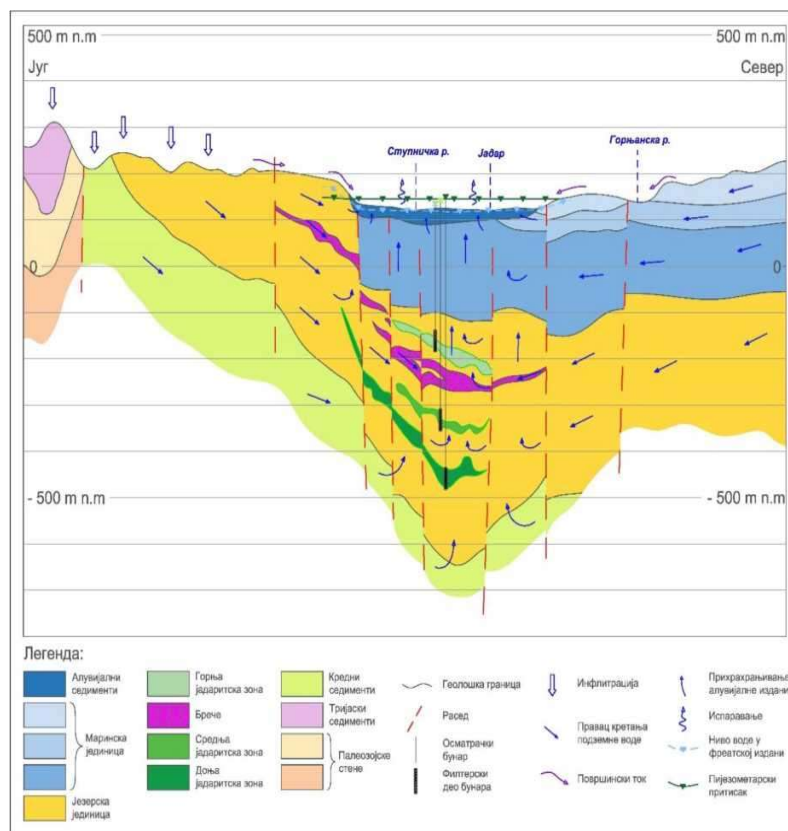 500 m n.m
500 m n.m
Југ
Север
Ступничка р.
Јадар
Горњанска р.
0
0
- 500 m n.m
- 500 m n.m
Легенда:
Алувијални
седименти
Маринска
јединица
Језерска
јединица
Горња
јадаритска зона
Брече
Средња
јадаритска зона
Доња
јадаритска зона
Кредни
седименти
Тријаски
седименти
Палеозојске
стене
Геолошка граница
Расед
Осматрачки
бунар
Филтерски
део бунара
Инфилтрација
Правац кретања
подземне воде
Површински ток
Прихрахњивања
алувијалне издани
Испаравање
Ниво воде у
фреатској издани
Пијезометарски
притисак